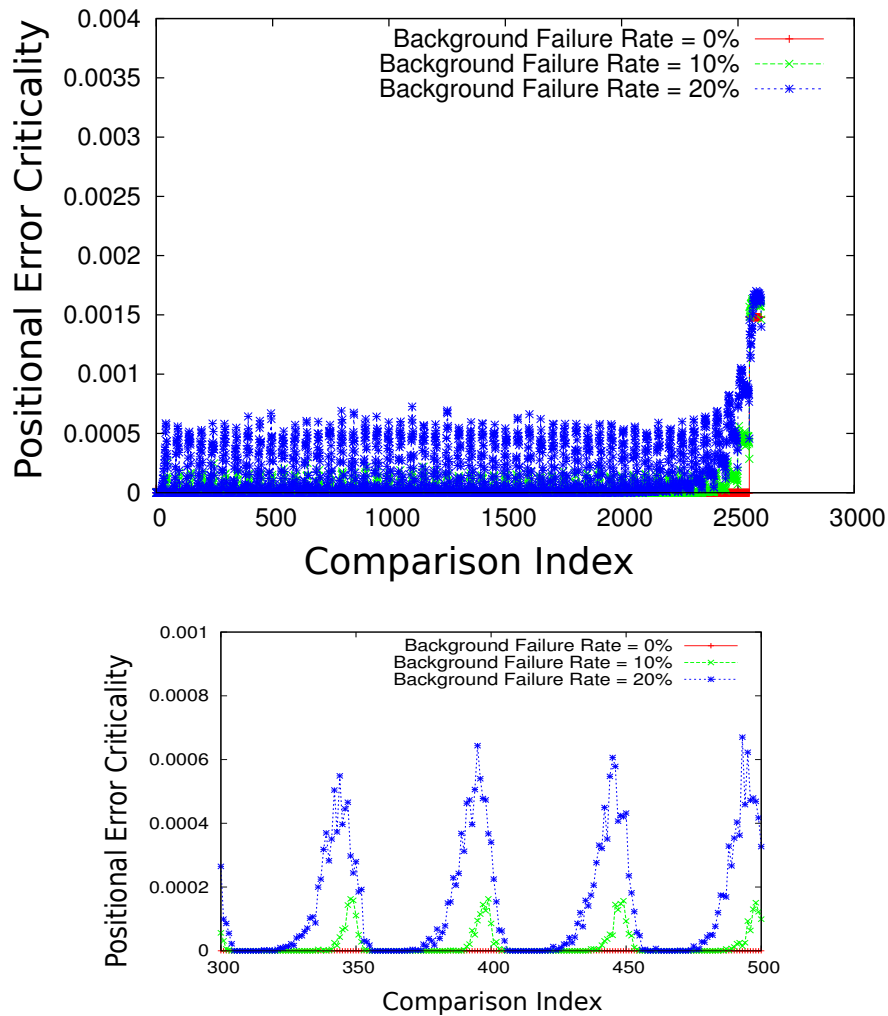 Positional Error Criticality
0.004
0.0035
0.003
0.0025
0.002
0.0015
0.001
0.0005
0
Background Failure Rate = 0%
Background Failure Rate = 10%
Background Failure Rate = 20%
0 500 1000 1500 2000 2500 3000
Comparison Index
Positional Error Criticality
0.001
0.0008
0.0006
0.0004
0.0002
0
Background Failure Rate = 0%
Background Failure Rate = 10%
Background Failure Rate = 20%
300 350 400 450 500
Comparison Index